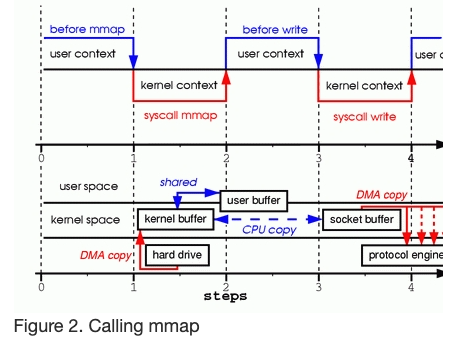 before mmap
before write
user context
user context
user c
kernel context
kernel context
syscall mmap
syscall write
0
1
2
3
4
user space
shared
DMA copy
user buffer
kernel space
kernel buffer
socket buffer
CPU copy
DMA copy
hard drive
protocol engine
0
1
2
3
4
steps
Figure 2. Calling mmap